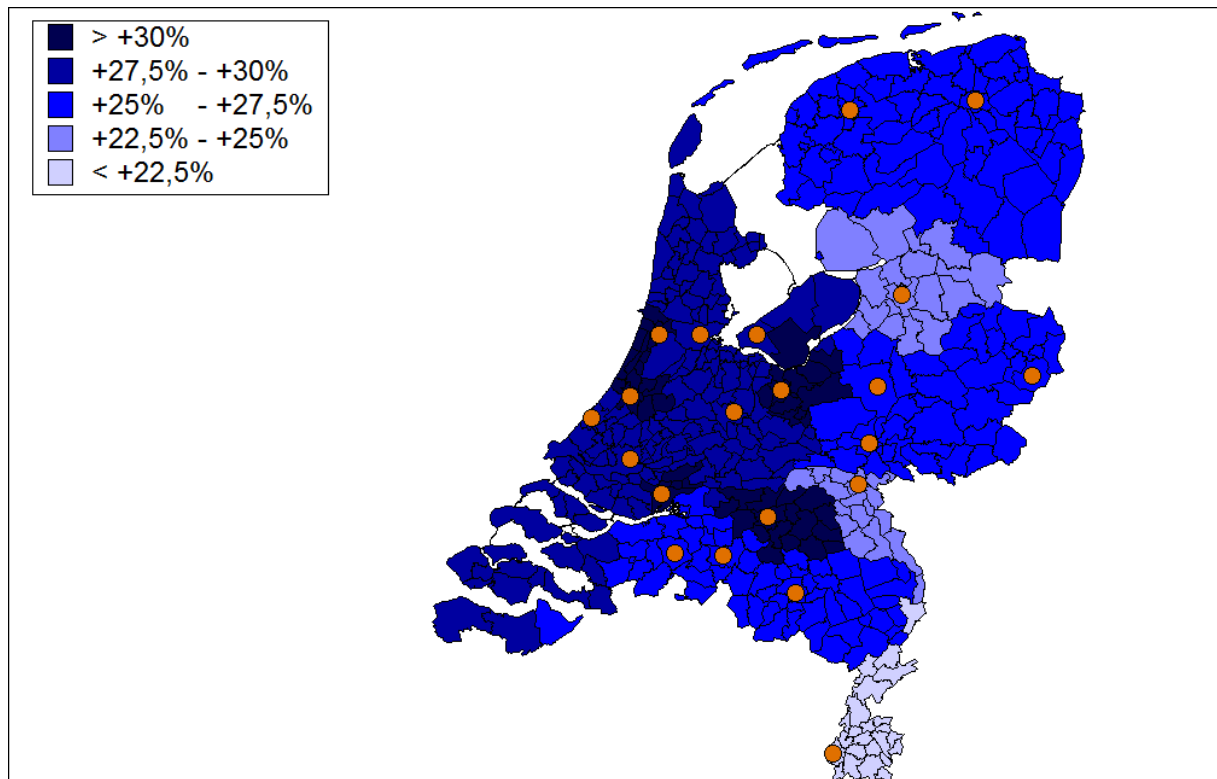 > +30%
+27,5% - +30%
+25% - +27,5%
+22,5% - +25%
< +22,5%